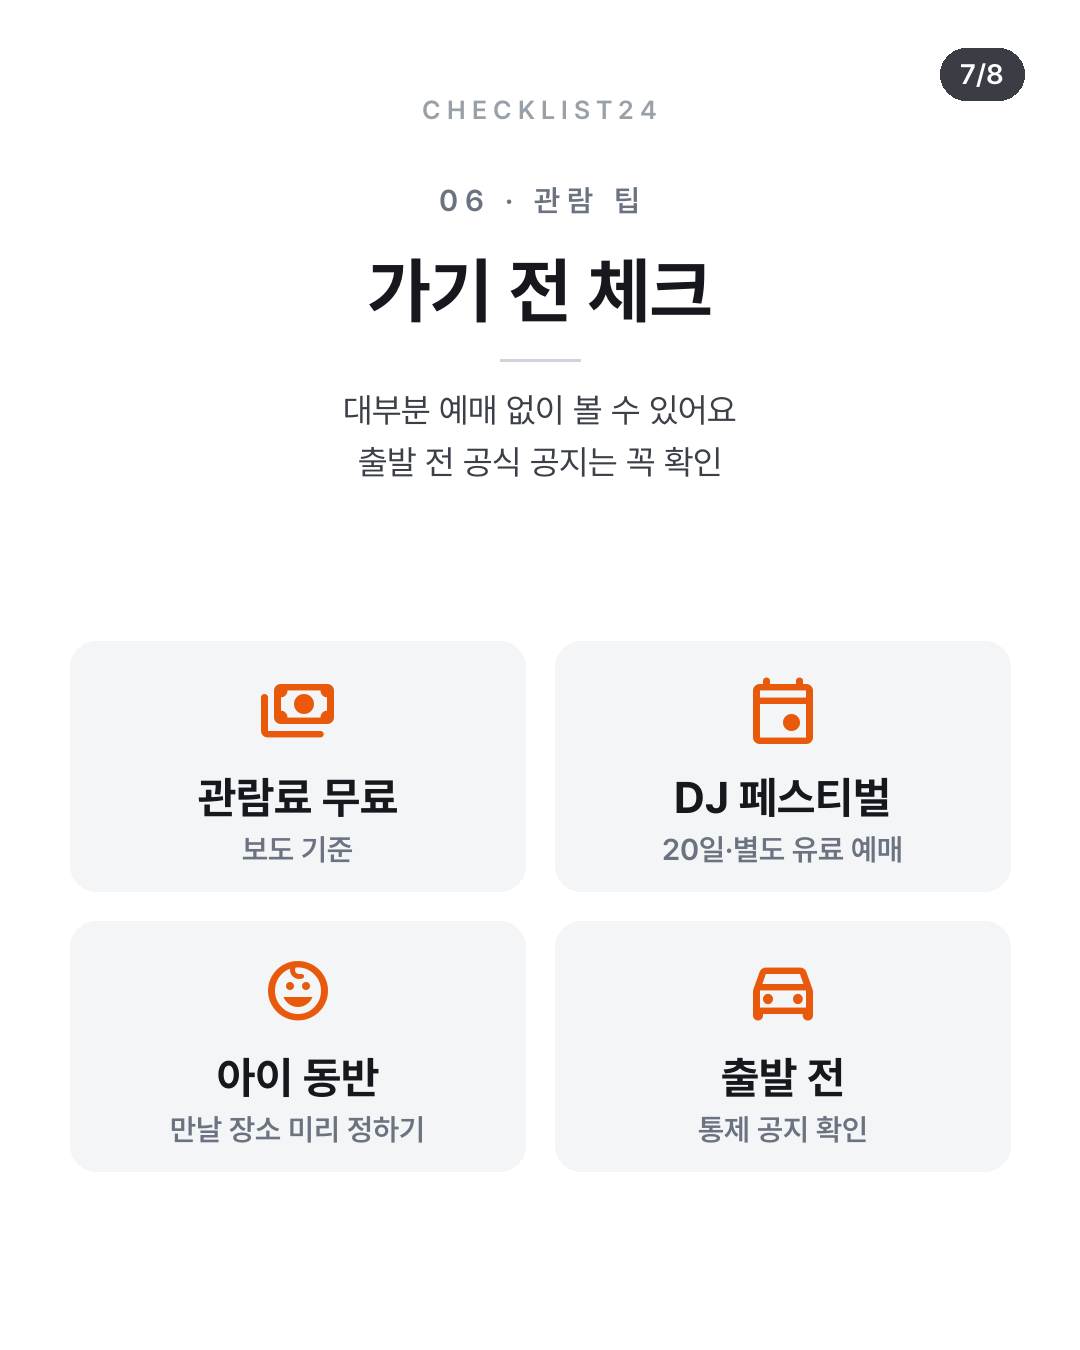 7/8
CHECKLIST24
06 · 관람 팁
가기 전 체크
대부분 예매 없이 볼 수 있어요
출발 전 공식 공지는 꼭 확인
관람료 무료
보도 기준
DJ 페스티벌
20일·별도 유료 예매
아이 동반
만날 장소 미리 정하기
출발 전
통제 공지 확인